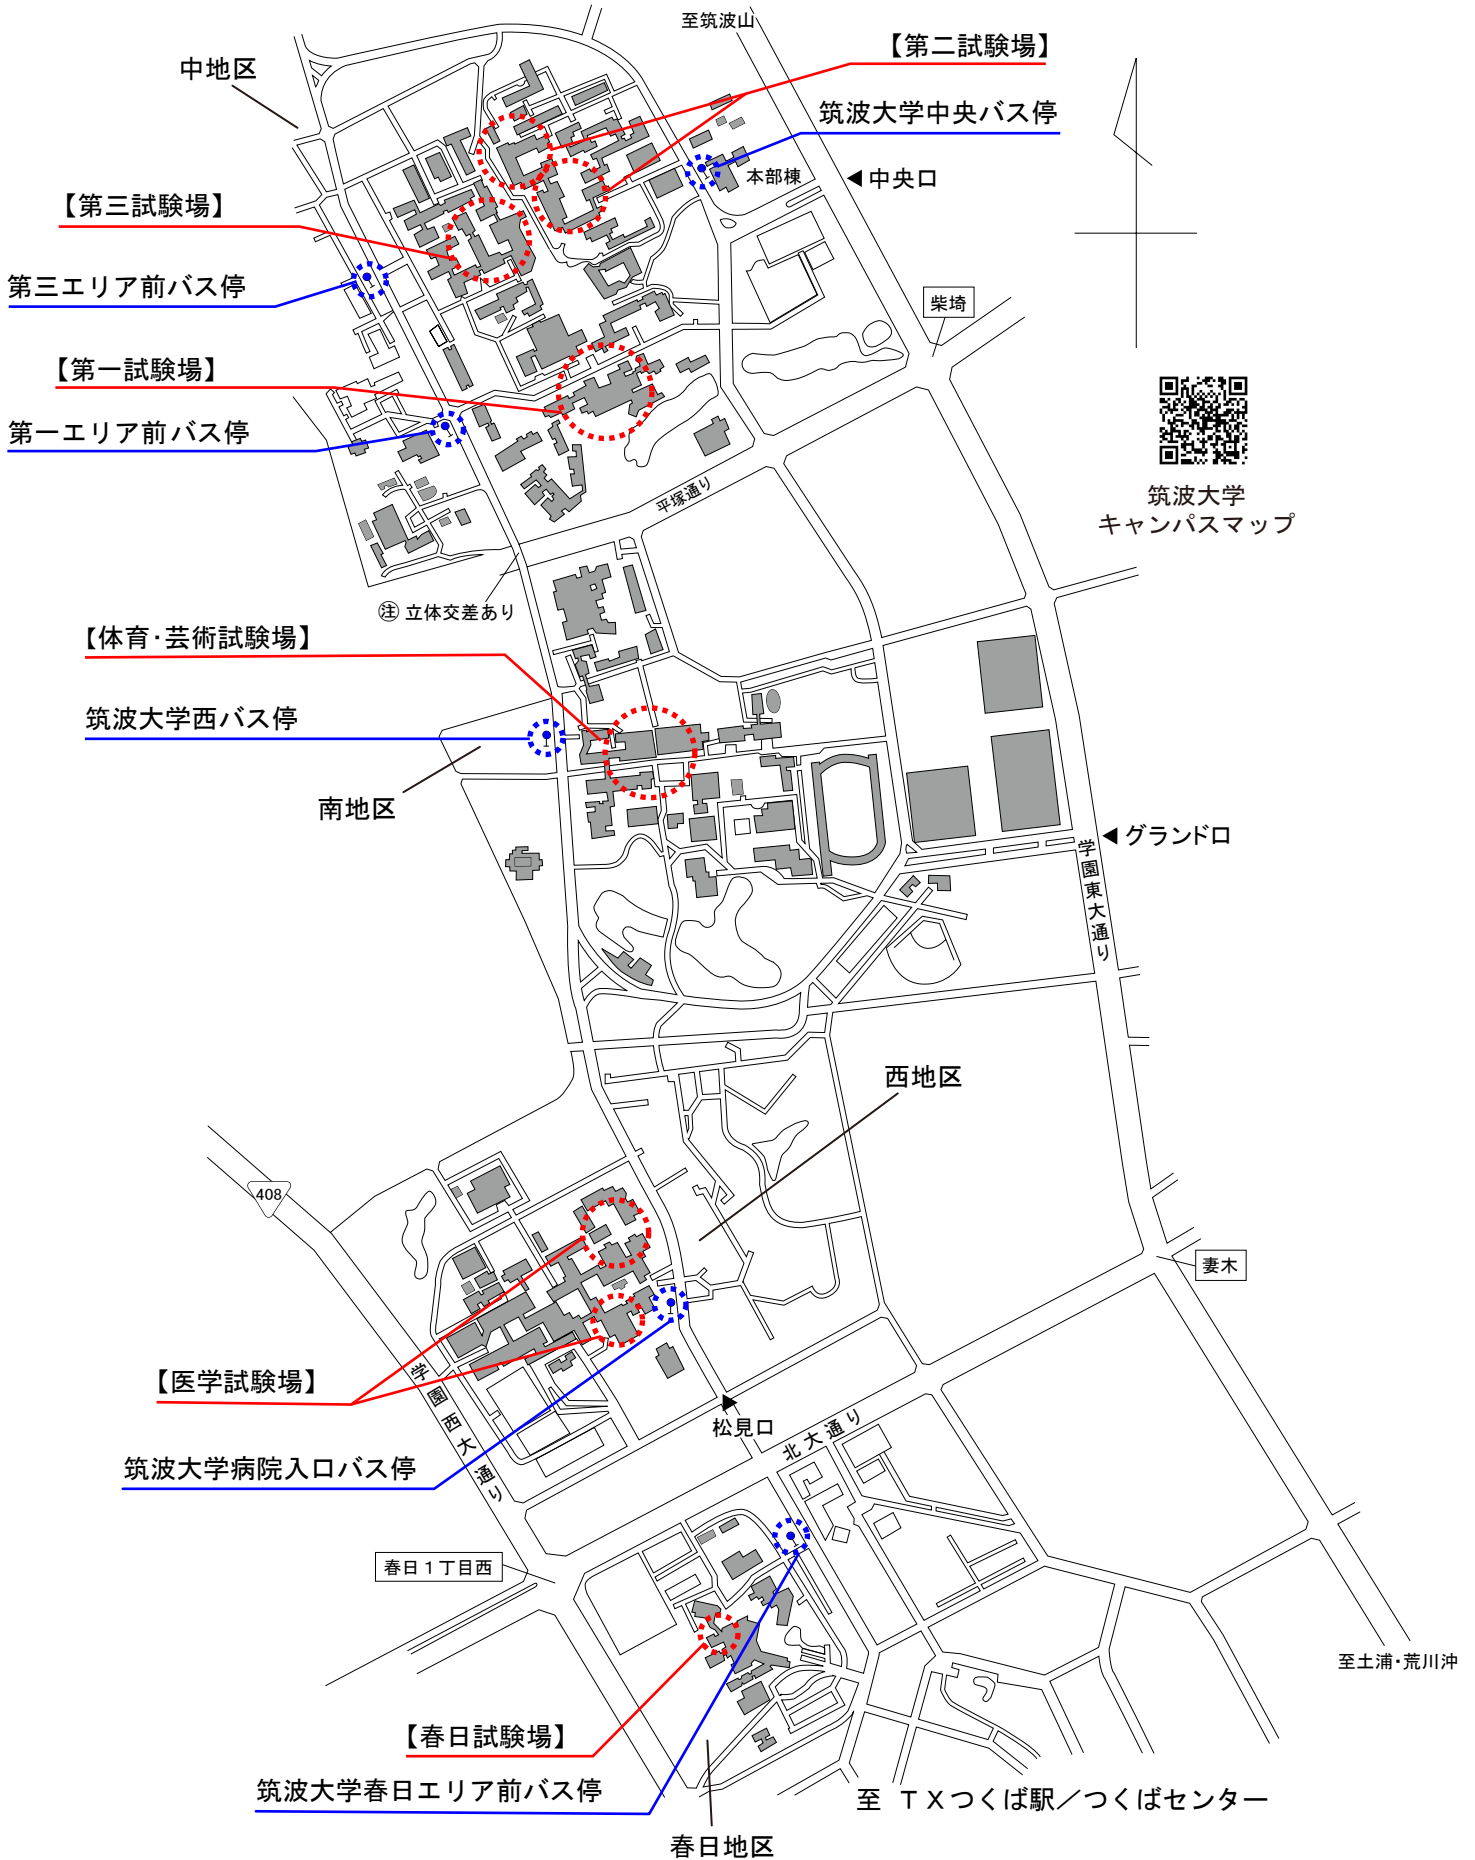 至筑波山
【第二試験場】
中地区
筑波大学中央バス停
本部棟
◀中央口
【第三試験場】
第三エリア前バス停
柴埼
【第一試験場】
第一エリア前バス停
平塚通り
筑波大学
キャンパスマップ
㊟立体交差あり
【体育・芸術試験場】
筑波大学西バス停
南地区
◀グランド口
学園東大通り
西地区
408
妻木
【医学試験場】
学園西大通り
松見口
北大通り
筑波大学病院入口バス停
春日1丁目西
至土浦・荒川沖
【春日試験場】
筑波大学春日エリア前バス停
至 TXつくば駅／つくばセンター
春日地区